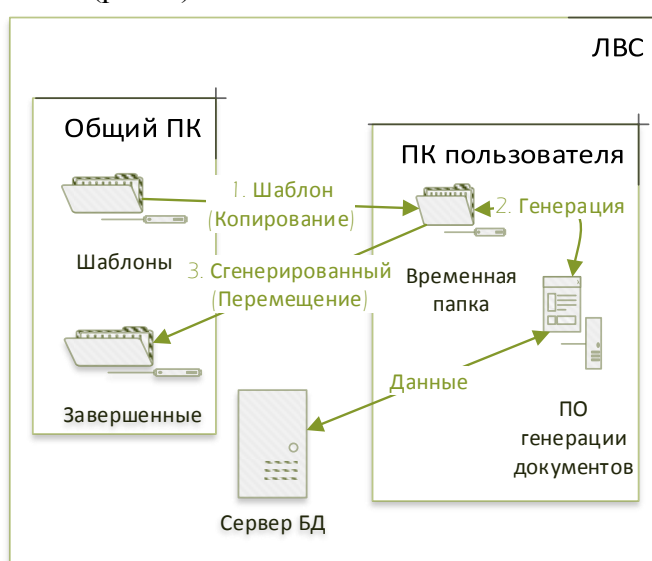 ЛВС
Общий ПК
ПК пользователя
1. Шаблон
(Копирование)
2. Генерация
Шаблоны
3. Сгенерированный
(Перемещение)
Временная
папка
Данные
Завершенные
ПО
генерации
документов
Сервер БД